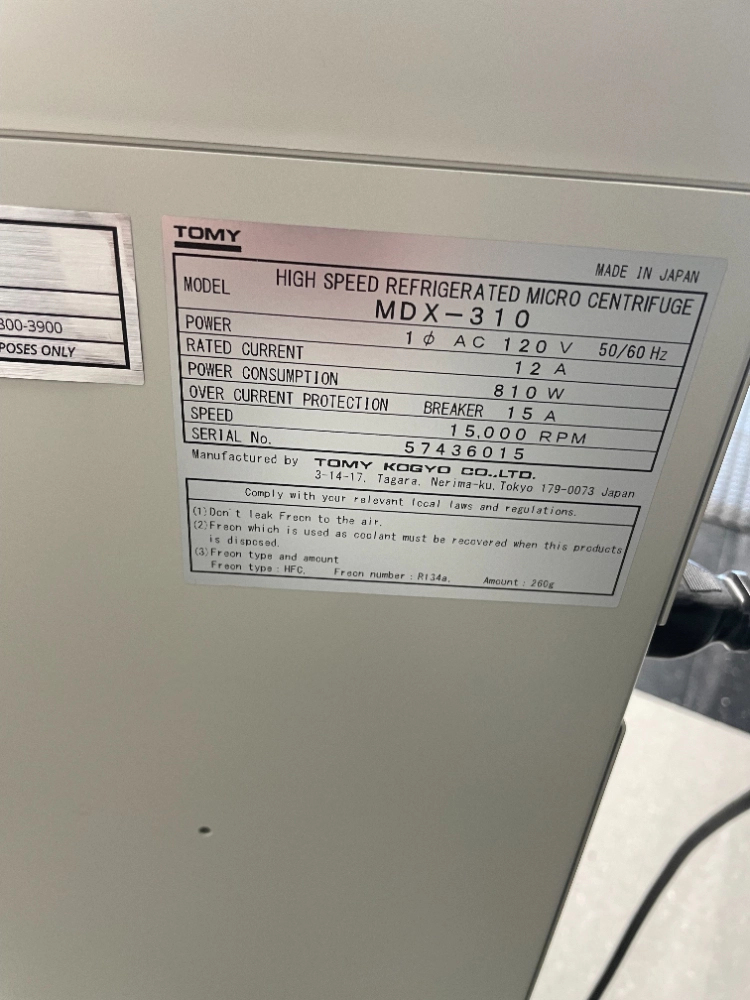 TOMY
MADE IN JAPAN
MODEL HIGH SPEED REFRIGERATED MICRO CENTRIFUGE
MDX-310
POWER 1φ AC 120 V 50/60 Hz
RATED CURRENT 12 A
POWER CONSUMPTION 810 W
OVER CURRENT PROTECTION BREAKER 15 A
SPEED 15,000 RPM
SERIAL No. 57436015
Manufactured by TOMY KOGYO CO.,LTD.
3-14-17, Tagara, Nerima-ku, Tokyo 179-0073 Japan
Comply with your relevant local laws and regulations.
(1) Don't leak Freon to the air.
(2) Freon which is used as coolant must be recovered when this products
is disposed.
(3) Freon type and amount
Freon type : HFC, Freon number : R134a, Amount : 260g
00-3900
POSES ONLY